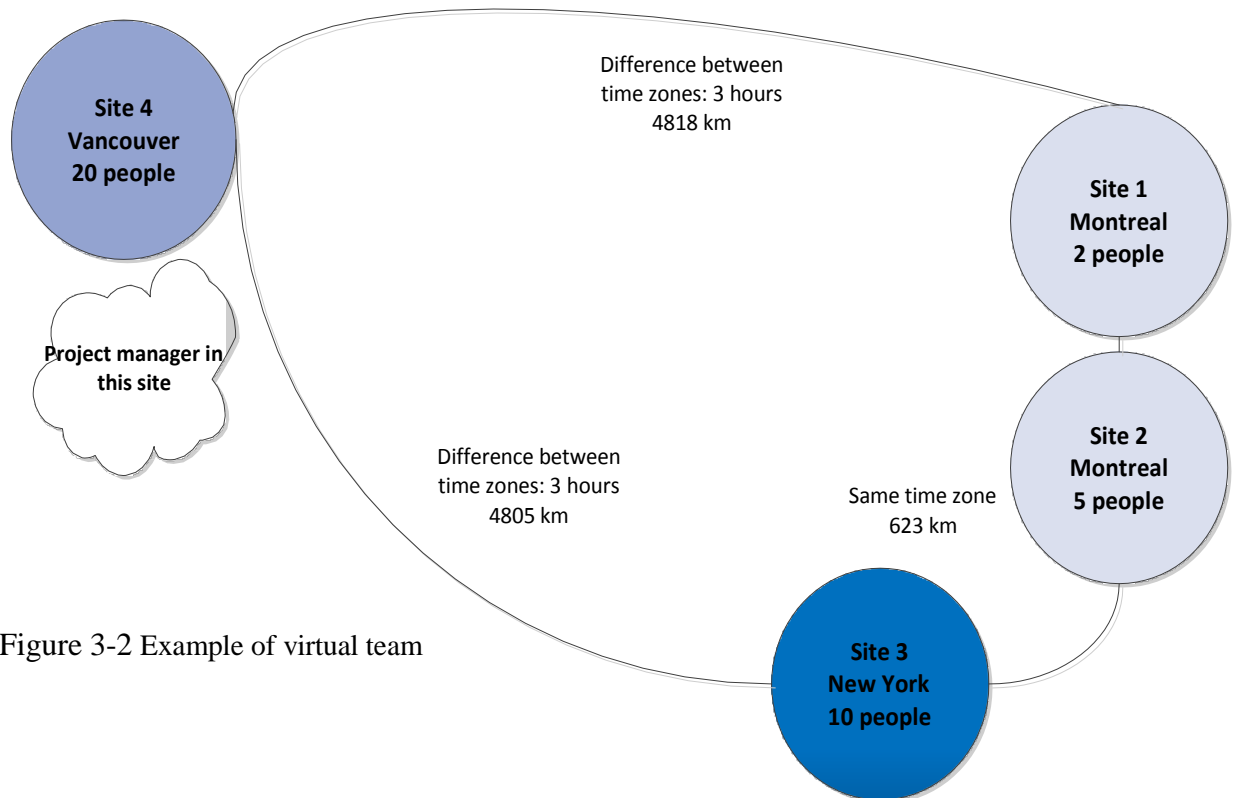 Site 4
Vancouver
20 people
Difference between
time zones: 3 hours
4818 km
Site 1
Montreal
2 people
Project manager in
this site
Difference between
time zones: 3 hours
4805 km
Same time zone
623 km
Site 2
Montreal
5 people
Figure 3-2 Example of virtual team
Site 3
New York
10 people